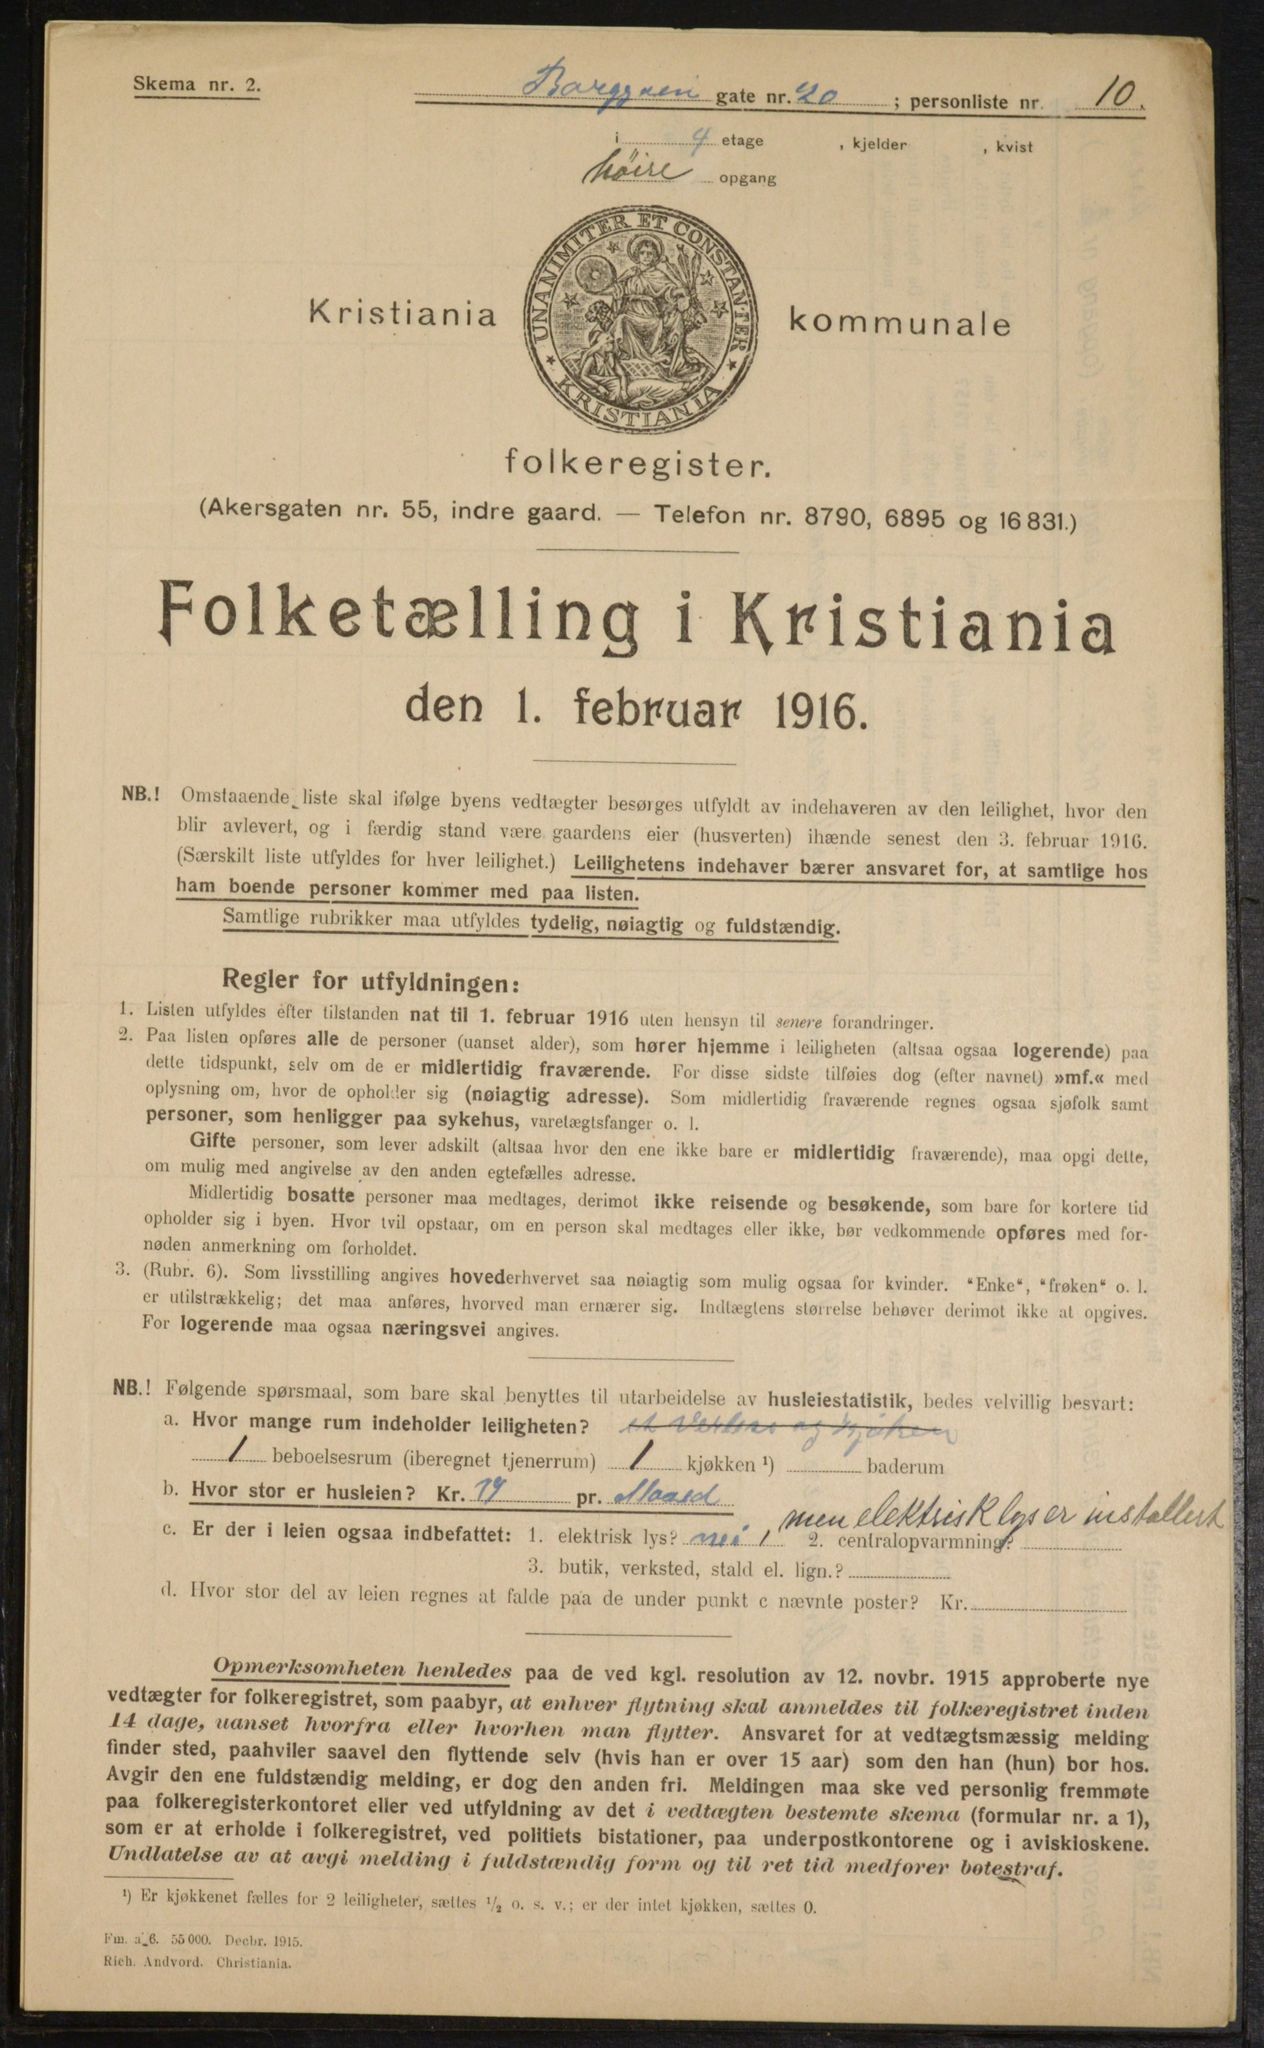 Skema nr. 2.
Borggaten gate nr. 20 ; personliste nr. 10.
i 4 etage , kjelder , kvist
høire opgang
UNANIMITER ET CONSTANTER
KRISTIANIA
Kristiania kommunale
folkeregister.
(Akersgaten nr. 55, indre gaard. — Telefon nr. 8790, 6895 og 16831.)
Folketælling i Kristiania
den 1. februar 1916.
NB.! Omstaaende liste skal ifølge byens vedtægter besørges utfyldt av indehaveren av den leilighet, hvor den
blir avlevert, og i færdig stand være gaardens eier (husverten) ihænde senest den 3. februar 1916.
(Særskilt liste utfyldes for hver leilighet.) Leilighetens indehaver bærer ansvaret for, at samtlige hos
ham boende personer kommer med paa listen.
Samtlige rubrikker maa utfyldes tydelig, nøiagtig og fuldstændig.
Regler for utfyldningen:
1. Listen utfyldes efter tilstanden nat til 1. februar 1916 uten hensyn til senere forandringer.
2. Paa listen opføres alle de personer (uanset alder), som hører hjemme i leiligheten (altsaa ogsaa logerende) paa
dette tidspunkt, selv om de er midlertidig fraværende. For disse sidste tilføies dog (efter navnet) »mf.« med
oplysning om, hvor de opholder sig (nøiagtig adresse). Som midlertidig fraværende regnes ogsaa sjøfolk samt
personer, som henligger paa sykehus, varetægtsfanger o. l.
Gifte personer, som lever adskilt (altsaa hvor den ene ikke bare er midlertidig fraværende), maa opgi dette,
om mulig med angivelse av den anden egtefælles adresse.
Midlertidig bosatte personer maa medtages, derimot ikke reisende og besøkende, som bare for kortere tid
opholder sig i byen. Hvor tvil opstaar, om en person skal medtages eller ikke, bør vedkommende opføres med for-
nøden anmerkning om forholdet.
3. (Rubr. 6). Som livsstilling angives hovederhvervet saa nøiagtig som mulig ogsaa for kvinder. "Enke", "frøken" o. l.
er utilstrækkelig; det maa anføres, hvorved man ernærer sig. Indtægtens størrelse behøver derimot ikke at opgives.
For logerende maa ogsaa næringsvei angives.
NB.! Følgende spørsmaal, som bare skal benyttes til utarbeidelse av husleiestatistik, bedes velvillig besvart:
a. Hvor mange rum indeholder leiligheten? et Verelse og kjøken
1 beboelsesrum (iberegnet tjenerrum) 1 kjøkken ¹) baderum
b. Hvor stor er husleien? Kr. 19 pr. Maaned
c. Er der i leien ogsaa indbefattet: 1. elektrisk lys? nei, men elektrisk lys er installert 2. centralopvarmning?
3. butik, verksted, stald el. lign.?
d. Hvor stor del av leien regnes at falde paa de under punkt c nævnte poster? Kr.
Opmerksomheten henledes paa de ved kgl. resolution av 12. novbr. 1915 approberte nye
vedtægter for folkeregistret, som paabyr, at enhver flytning skal anmeldes til folkeregistret inden
14 dage, uanset hvorfra eller hvorhen man flytter. Ansvaret for at vedtægtsmæssig melding
finder sted, paahviler saavel den flyttende selv (hvis han er over 15 aar) som den han (hun) bor hos.
Avgir den ene fuldstændig melding, er dog den anden fri. Meldingen maa ske ved personlig fremmøte
paa folkeregisterkontoret eller ved utfyldning av det i vedtægten bestemte skema (formular nr. a 1),
som er at erholde i folkeregistret, ved politiets bistationer, paa underpostkontorene og i aviskioskene.
Undlatelse av at avgi melding i fuldstændig form og til ret tid medfører bøtestraf.
¹) Er kjøkkenet fælles for 2 leiligheter, sættes ½ o. s. v.; er der intet kjøkken, sættes 0.
Fm. a. 6. 55 000. Decbr. 1915.
Rich. Andvord. Christiania.